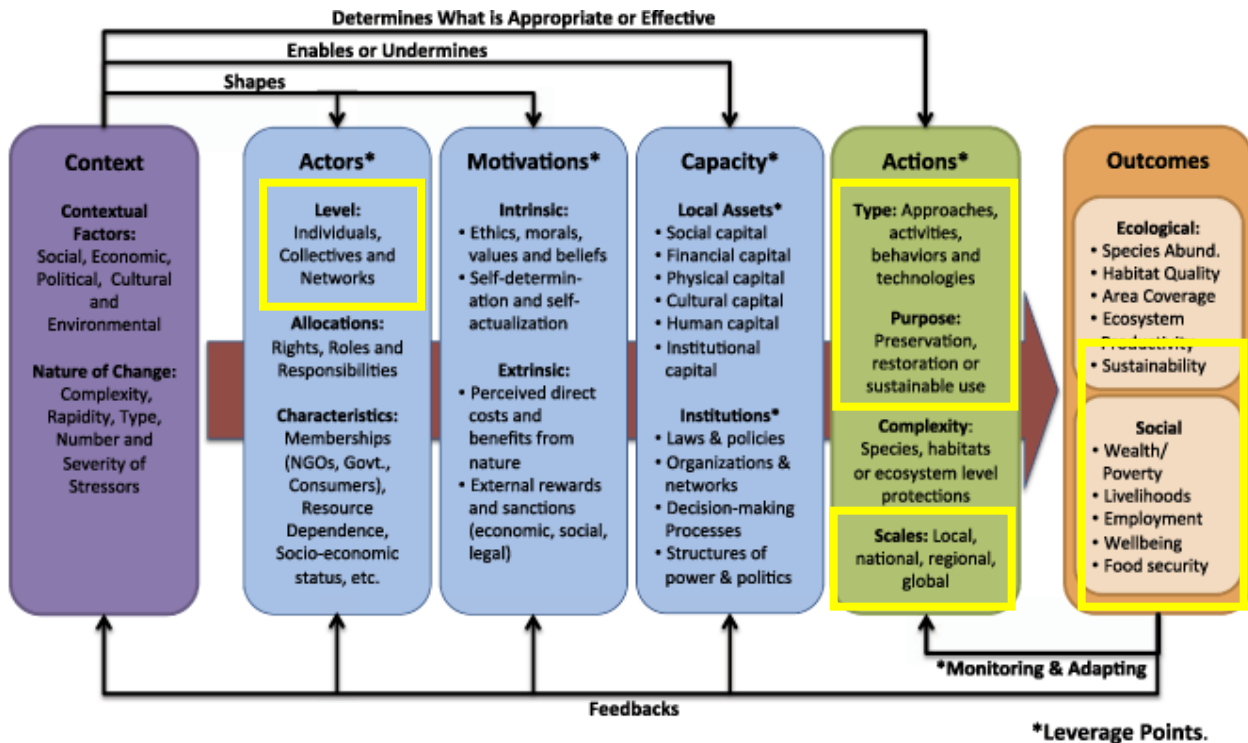 Determines What is Appropriate or Effective
Enables or Undermines
Shapes
Context
Contextual
Factors:
Social, Economic,
Political, Cultural
and
Environmental
Nature of Change:
Complexity,
Rapidity, Type,
Number and
Severity of
Stressors
Actors*
Level:
Individuals,
Collectives and
Networks
Allocations:
Rights, Roles and
Responsibilities
Characteristics:
Memberships
(NGOs, Govt.,
Consumers),
Resource
Dependence,
Socio-economic
status, etc.
Motivations*
Intrinsic:
• Ethics, morals,
values and beliefs
• Self-determin-
ation and self-
actualization
Extrinsic:
• Perceived direct
costs and
benefits from
nature
• External rewards
and sanctions
(economic, social,
legal)
Capacity*
Local Assets*
• Social capital
• Financial capital
• Physical capital
• Cultural capital
• Human capital
• Institutional
capital
Institutions*
• Laws & policies
• Organizations &
networks
• Decision-making
Processes
• Structures of
power & politics
Actions*
Type: Approaches,
activities,
behaviors and
technologies
Purpose:
Preservation,
restoration or
sustainable use
Complexity:
Species, habitats
or ecosystem level
protections
Scales: Local,
national, regional,
global
Outcomes
Ecological:
• Species Abund.
• Habitat Quality
• Area Coverage
• Ecosystem
Productivity
• Sustainability
Social
• Wealth/
Poverty
• Livelihoods
• Employment
• Wellbeing
• Food security
*Monitoring & Adapting
Feedbacks
*Leverage Points.